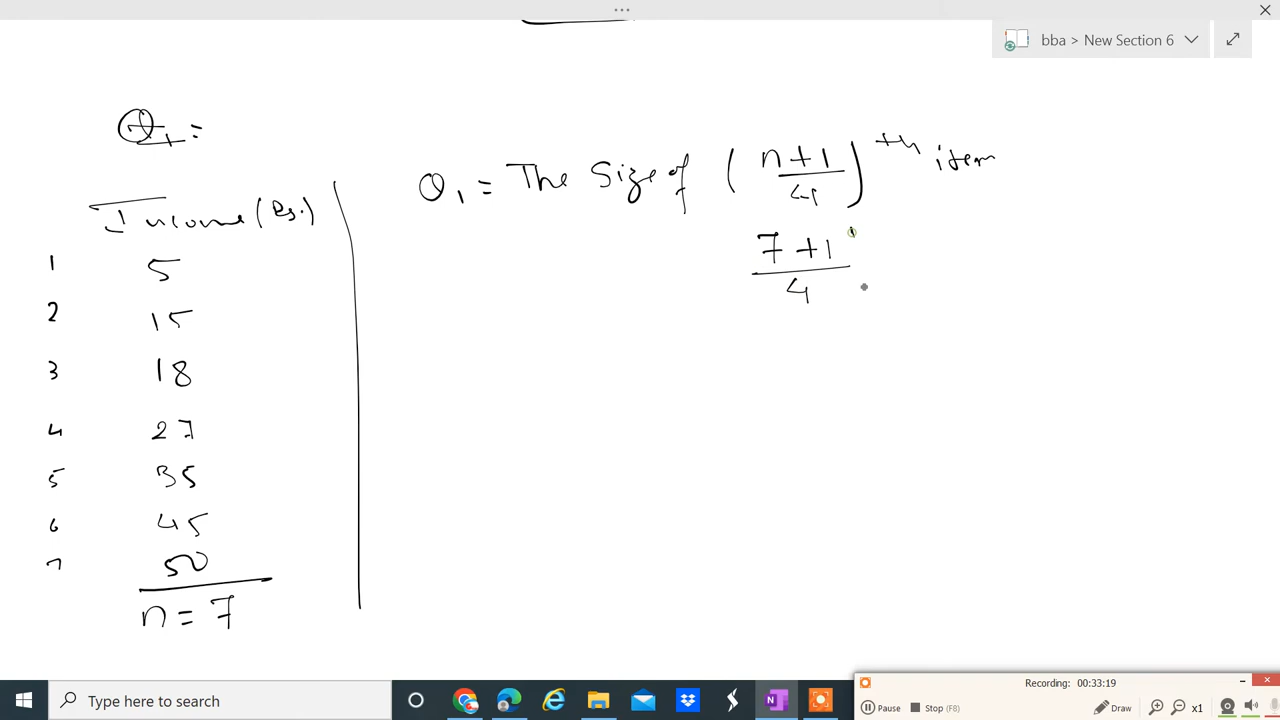 bba > New Section 6
Q1 =
Q1 = The Size of (n+1/4)th item
Income (Rs.)
7+1/4
1 5
2 15
3 18
4 27
5 35
6 45
7 50
n = 7
Recording: 00:33:19
Type here to search
Pause Stop (F8) Draw x1